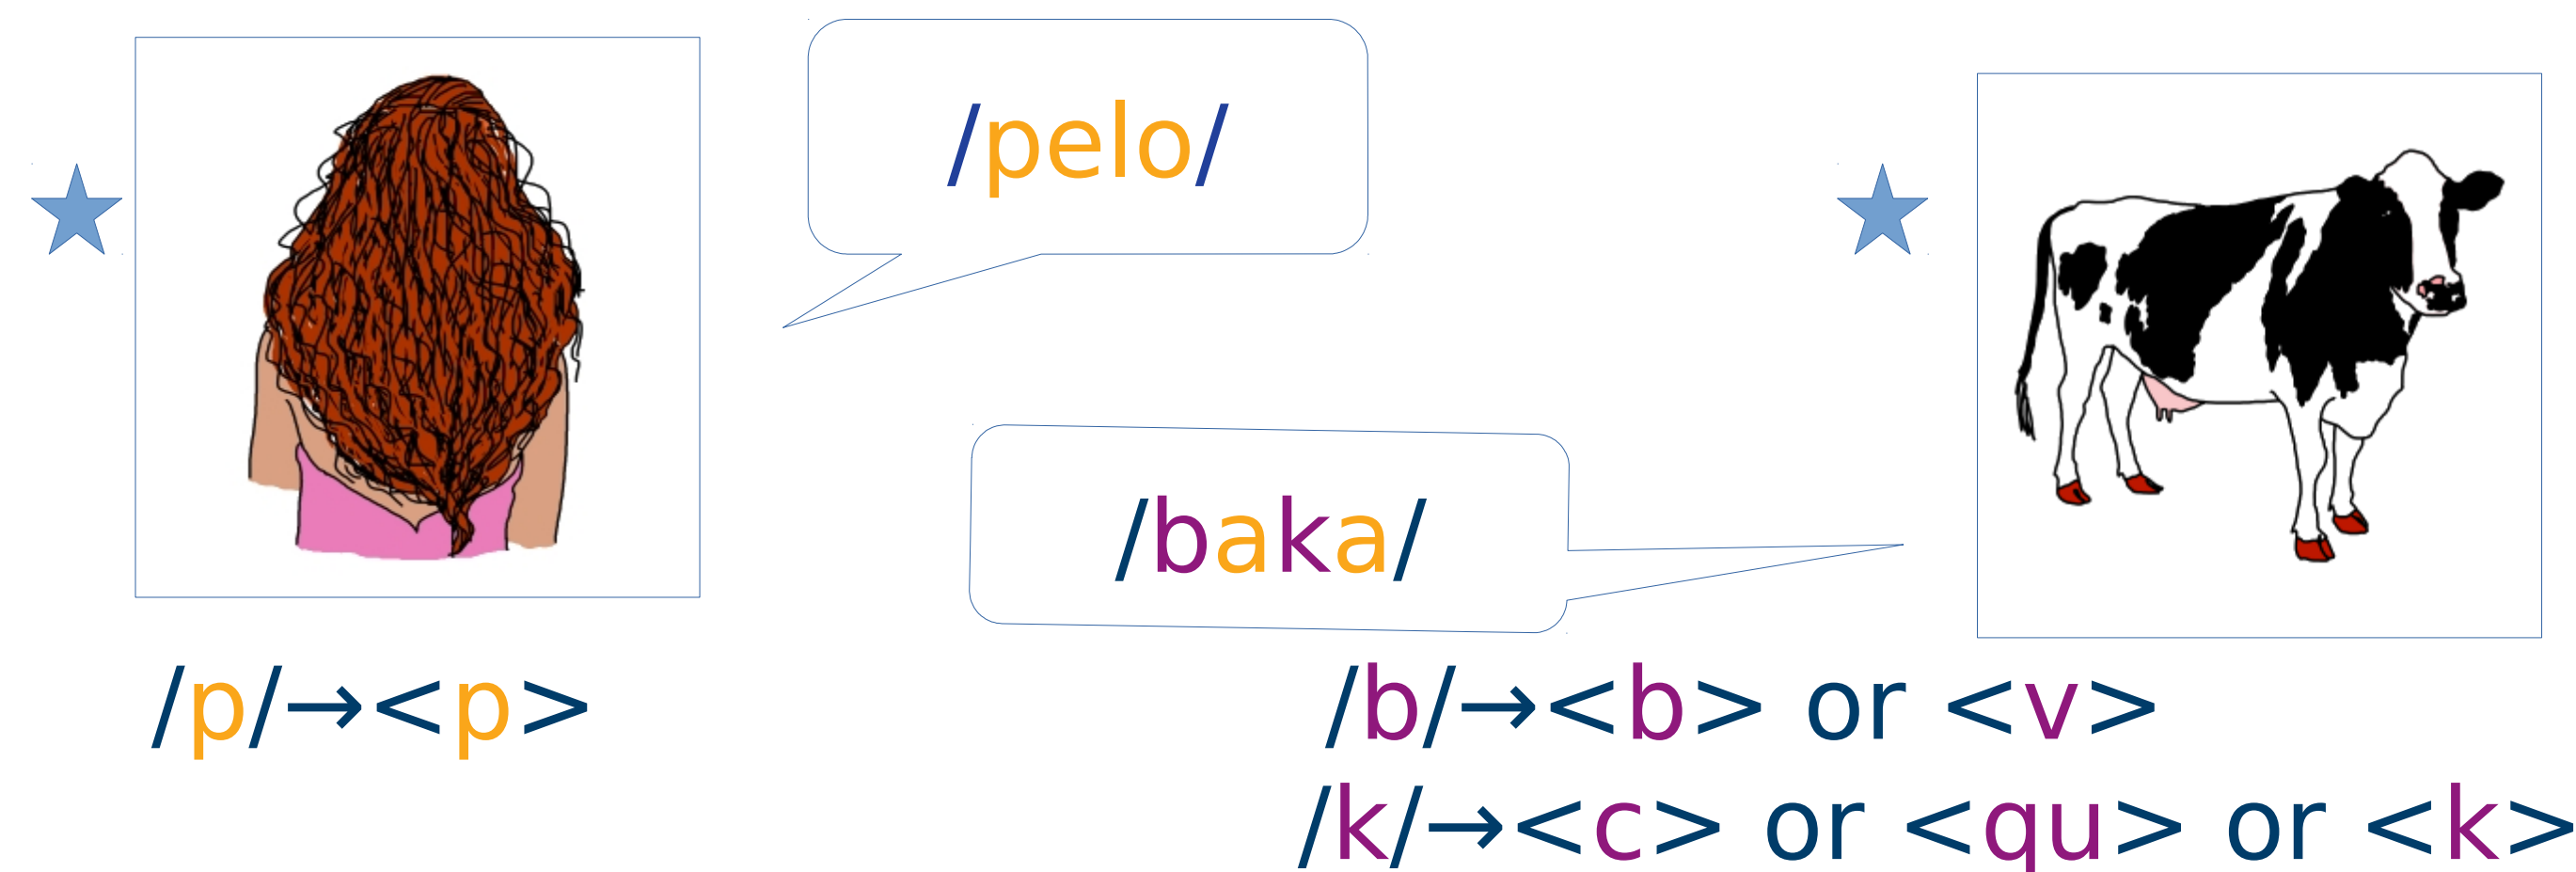 /pelo/
/baka/
/p/→<p>
/b/→<b> or <v>
/k/→<c> or <qu> or <k>